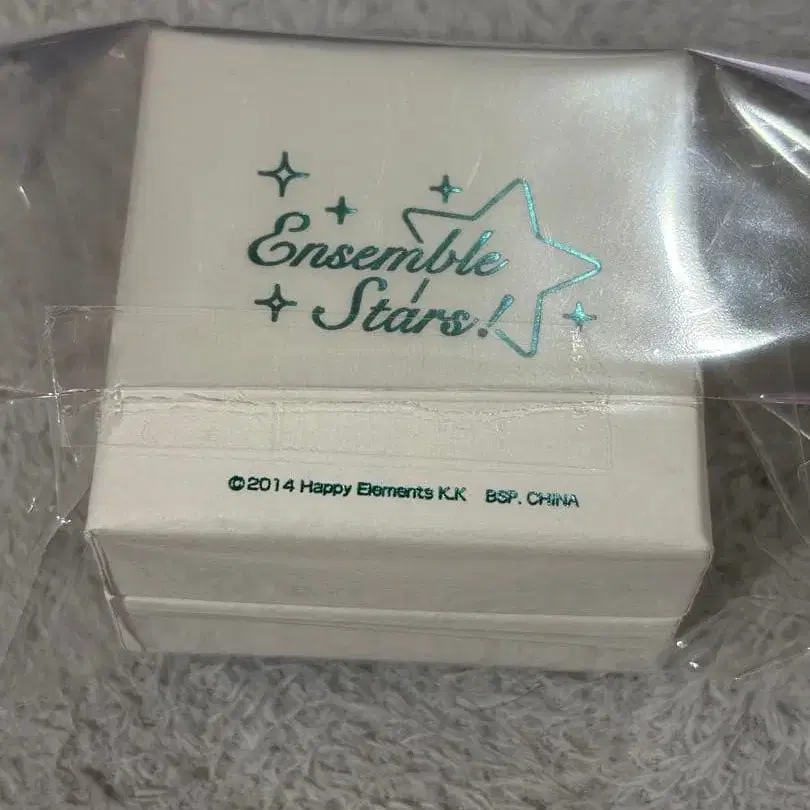 Ensemble
Stars!
©2014 Happy Elements K.K BSP. CHINA